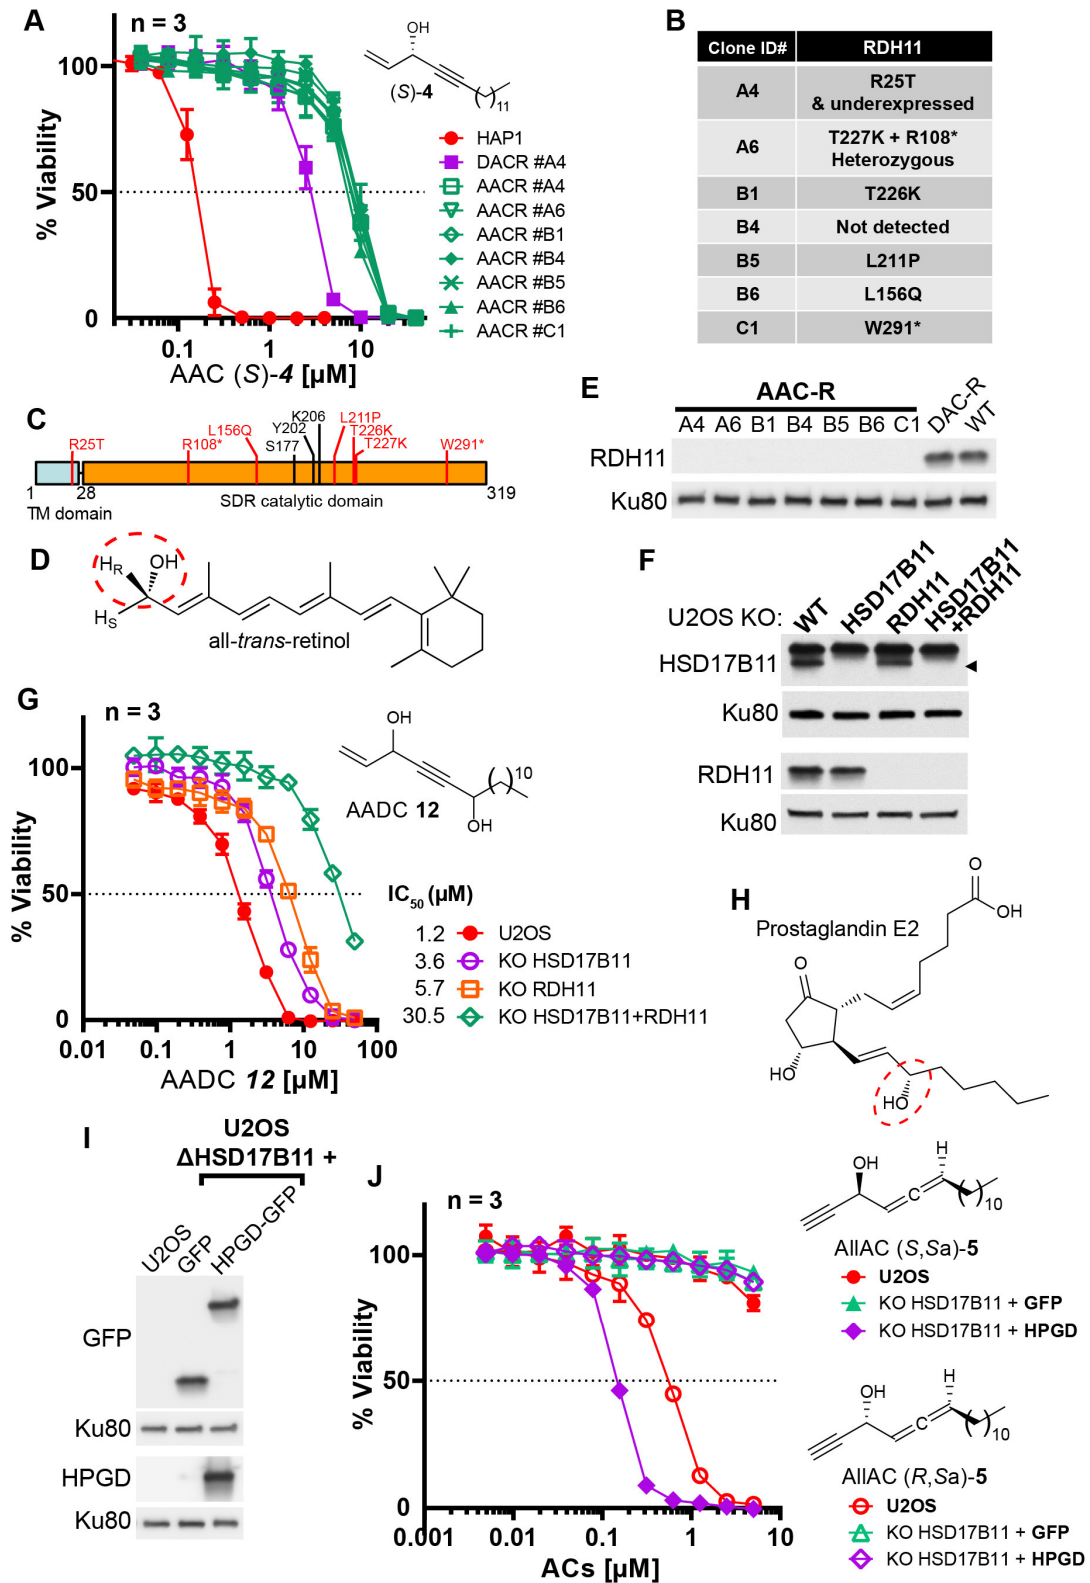 A
n = 3
% Viability
100
50
0
0.1
1
10
AAC (S)-4 [µM]
OH
(S)-4
11
HAP1
DACR #A4
AACR #A4
AACR #A6
AACR #B1
AACR #B4
AACR #B5
AACR #B6
AACR #C1
B
Clone ID# RDH11
A4 R25T
& underexpressed
A6 T227K + R108*
Heterozygous
B1 T226K
B4 Not detected
B5 L211P
B6 L156Q
C1 W291*
C
R25T
R108*
L156Q
S177
Y202
K206
L211P
T226K
T227K
W291*
1
28
319
TM domain
SDR catalytic domain
D
HR
OH
HS
all-trans-retinol
E
AAC-R
A4 A6 B1 B4 B5 B6 C1 DAC-R WT
RDH11
Ku80
F
U2OS KO: WT HSD17B11 RDH11 HSD17B11
+RDH11
HSD17B11
Ku80
RDH11
Ku80
G
n = 3
% Viability
100
50
0
0.01 0.1 1 10 100
AADC 12 [µM]
OH
10
OH
AADC 12
IC50 (µM)
1.2 U2OS
3.6 KO HSD17B11
5.7 KO RDH11
30.5 KO HSD17B11+RDH11
H
Prostaglandin E2
O
OH
O
HO
HO
I
U2OS
ΔHSD17B11 +
U2OS GFP HPGD-GFP
GFP
Ku80
HPGD
Ku80
J
n = 3
% Viability
100
50
0
0.001 0.01 0.1 1 10
ACs [µM]
OH
C
H
10
AllAC (S,Sa)-5
U2OS
KO HSD17B11 + GFP
KO HSD17B11 + HPGD
OH
C
H
10
AllAC (R,Sa)-5
U2OS
KO HSD17B11 + GFP
KO HSD17B11 + HPGD